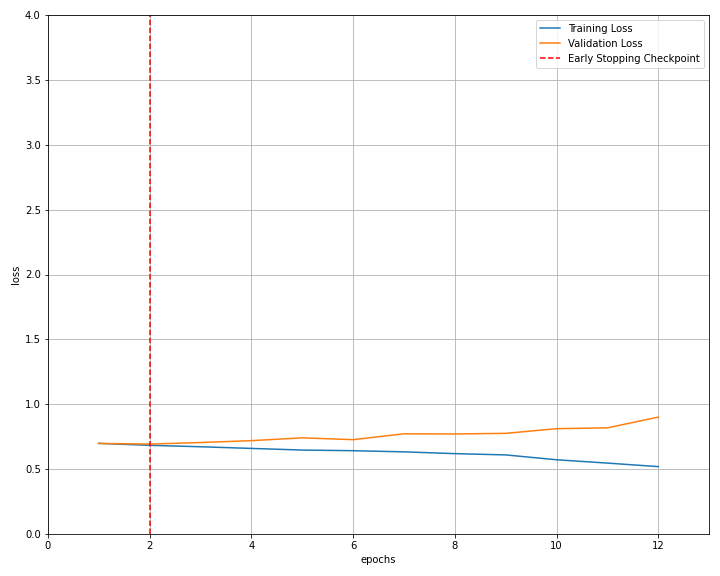 4.0
3.5
3.0
2.5
2.0
1.5
1.0
0.5
0.0
loss
Training Loss
Validation Loss
Early Stopping Checkpoint
0 2 4 6 8 10 12
epochs